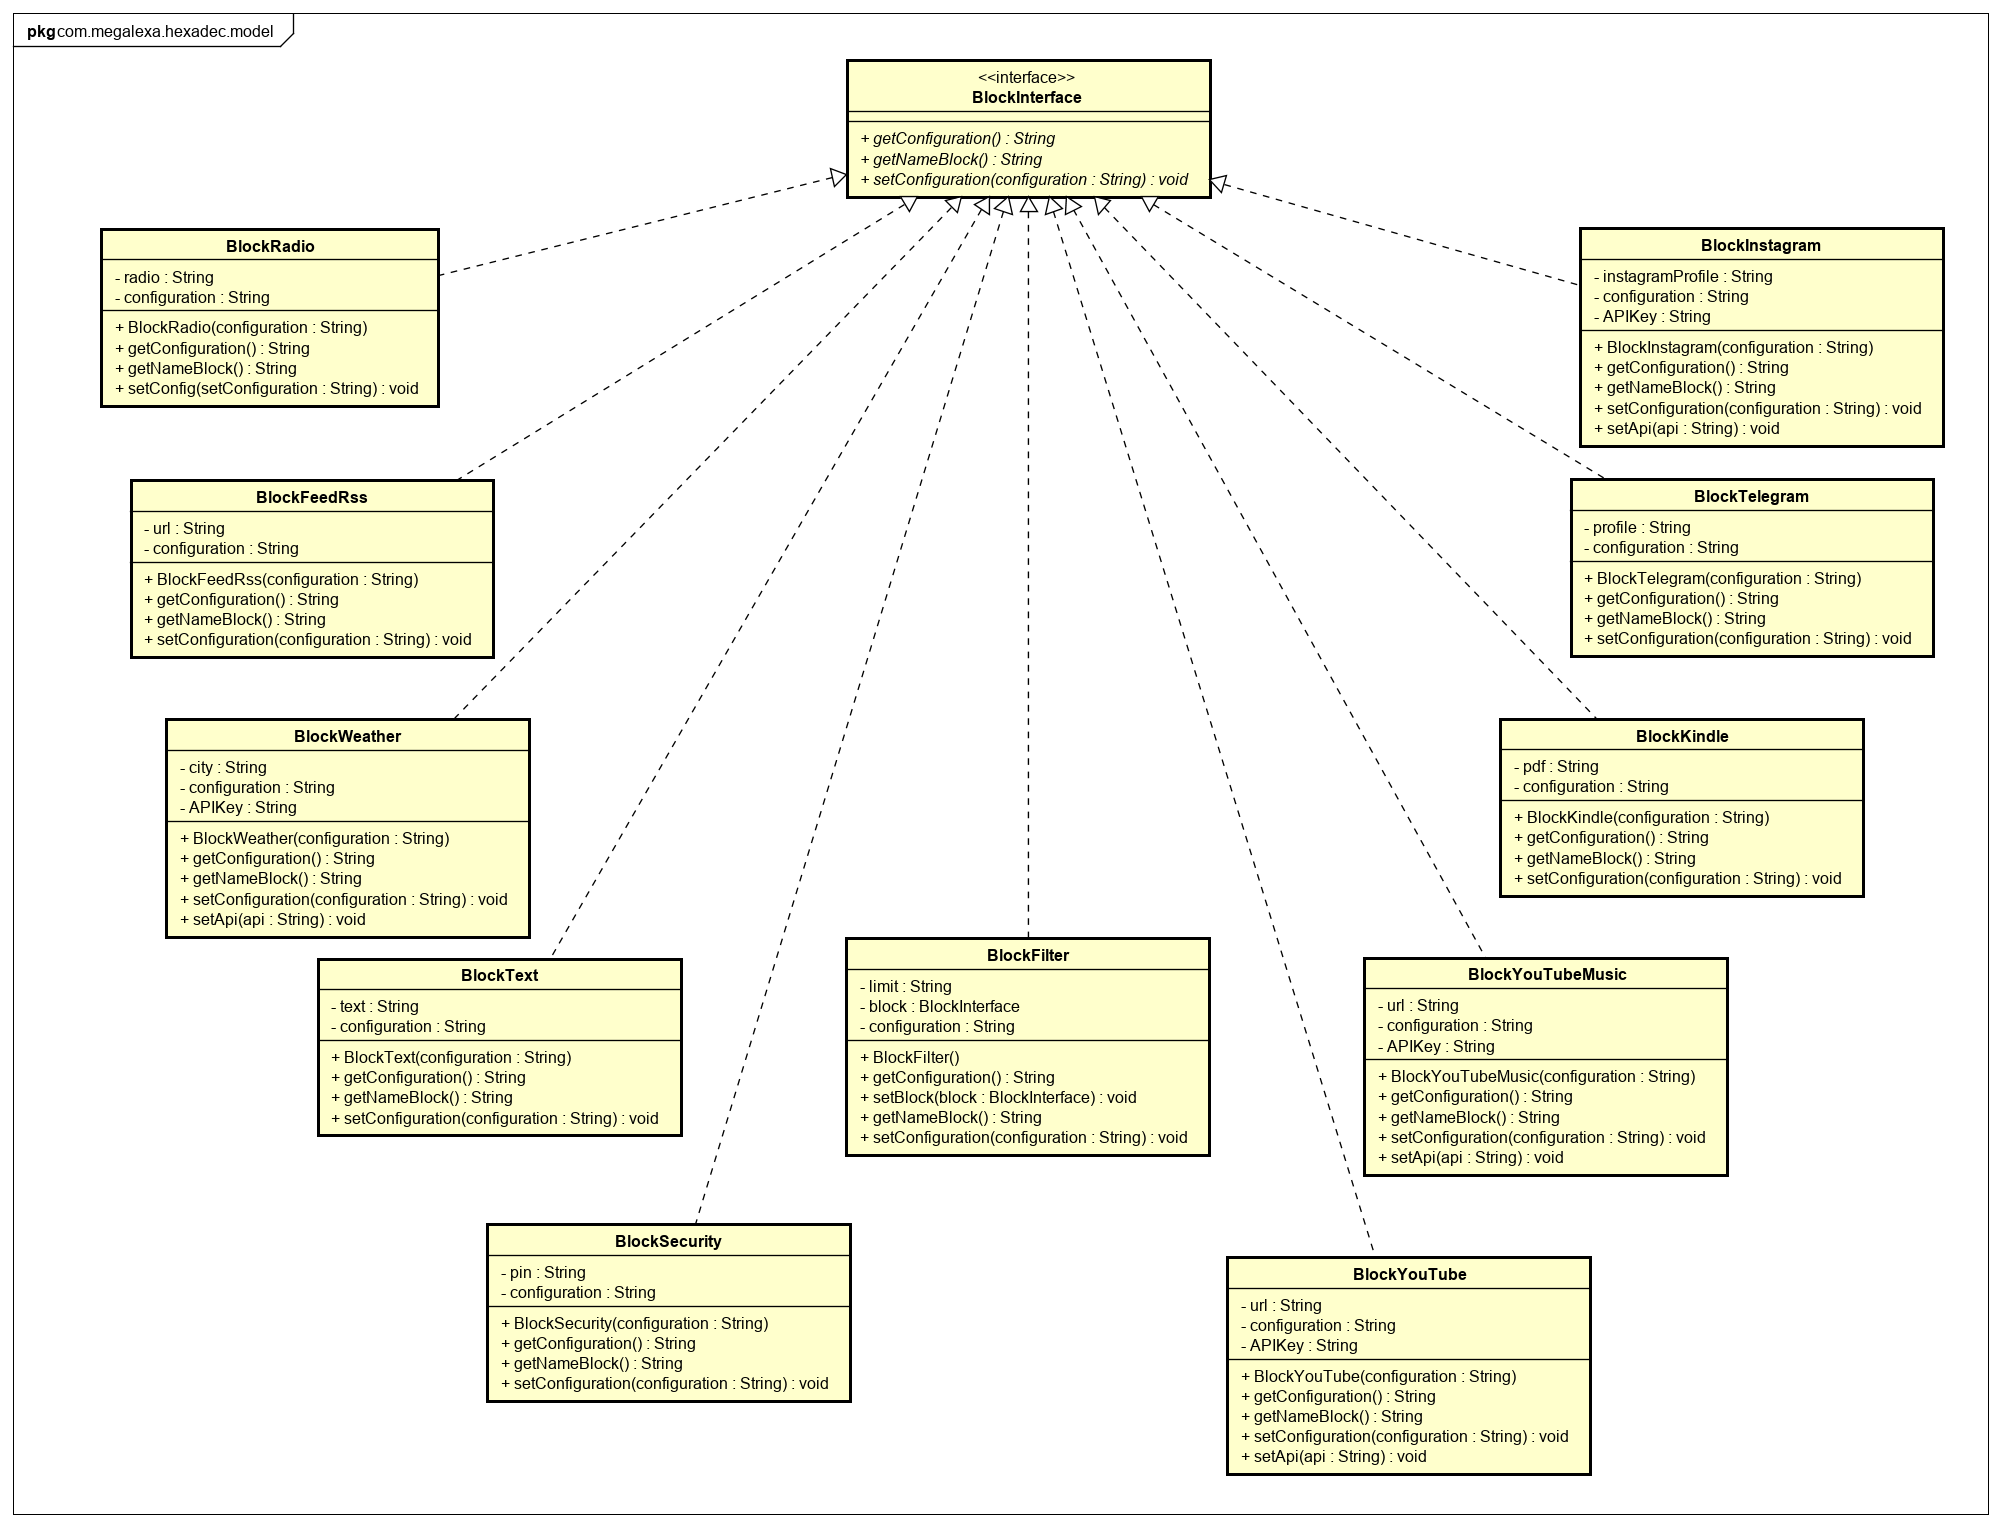 pkg com.megalexa.hexadec.model
<<interface>>
BlockInterface
+ getConfiguration() : String
+ getNameBlock() : String
+ setConfiguration(configuration : String) : void
BlockRadio
- radio : String
- configuration : String
+ BlockRadio(configuration : String)
+ getConfiguration() : String
+ getNameBlock() : String
+ setConfig(setConfiguration : String) : void
BlockInstagram
- instagramProfile : String
- configuration : String
- APIKey : String
+ BlockInstagram(configuration : String)
+ getConfiguration() : String
+ getNameBlock() : String
+ setConfiguration(configuration : String) : void
+ setApi(api : String) : void
BlockFeedRss
- url : String
- configuration : String
+ BlockFeedRss(configuration : String)
+ getConfiguration() : String
+ getNameBlock() : String
+ setConfiguration(configuration : String) : void
BlockTelegram
- profile : String
- configuration : String
+ BlockTelegram(configuration : String)
+ getConfiguration() : String
+ getNameBlock() : String
+ setConfiguration(configuration : String) : void
BlockWeather
- city : String
- configuration : String
- APIKey : String
+ BlockWeather(configuration : String)
+ getConfiguration() : String
+ getNameBlock() : String
+ setConfiguration(configuration : String) : void
+ setApi(api : String) : void
BlockKindle
- pdf : String
- configuration : String
+ BlockKindle(configuration : String)
+ getConfiguration() : String
+ getNameBlock() : String
+ setConfiguration(configuration : String) : void
BlockText
- text : String
- configuration : String
+ BlockText(configuration : String)
+ getConfiguration() : String
+ getNameBlock() : String
+ setConfiguration(configuration : String) : void
BlockFilter
- limit : String
- block : BlockInterface
- configuration : String
+ BlockFilter()
+ getConfiguration() : String
+ setBlock(block : BlockInterface) : void
+ getNameBlock() : String
+ setConfiguration(configuration : String) : void
BlockYouTubeMusic
- url : String
- configuration : String
- APIKey : String
+ BlockYouTubeMusic(configuration : String)
+ getConfiguration() : String
+ getNameBlock() : String
+ setConfiguration(configuration : String) : void
+ setApi(api : String) : void
BlockSecurity
- pin : String
- configuration : String
+ BlockSecurity(configuration : String)
+ getConfiguration() : String
+ getNameBlock() : String
+ setConfiguration(configuration : String) : void
BlockYouTube
- url : String
- configuration : String
- APIKey : String
+ BlockYouTube(configuration : String)
+ getConfiguration() : String
+ getNameBlock() : String
+ setConfiguration(configuration : String) : void
+ setApi(api : String) : void